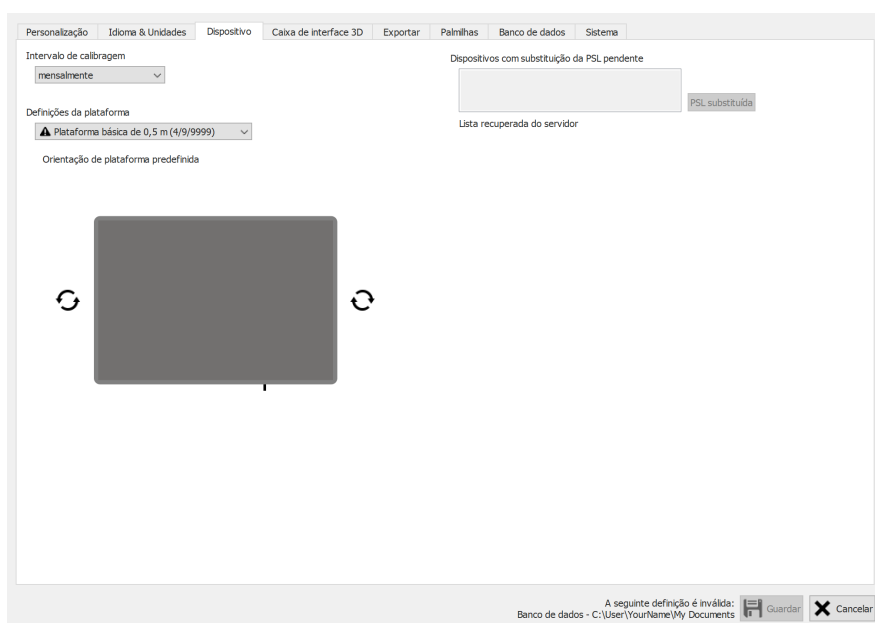 Personalização
Idioma & Unidades
Dispositivo
Caixa de interface 3D
Exportar
Palmilhas
Banco de dados
Sistema
Intervalo de calibragem
mensalmente
Definições da plataforma
Plataforma básica de 0,5 m (4/9/9999)
Orientação de plataforma predefinida
Dispositivos com substituição da PSL pendente
PSL substituída
Lista recuperada do servidor
A seguinte definição é inválida:
Banco de dados - C:\User\YourName\My Documents
Guardar
Cancelar